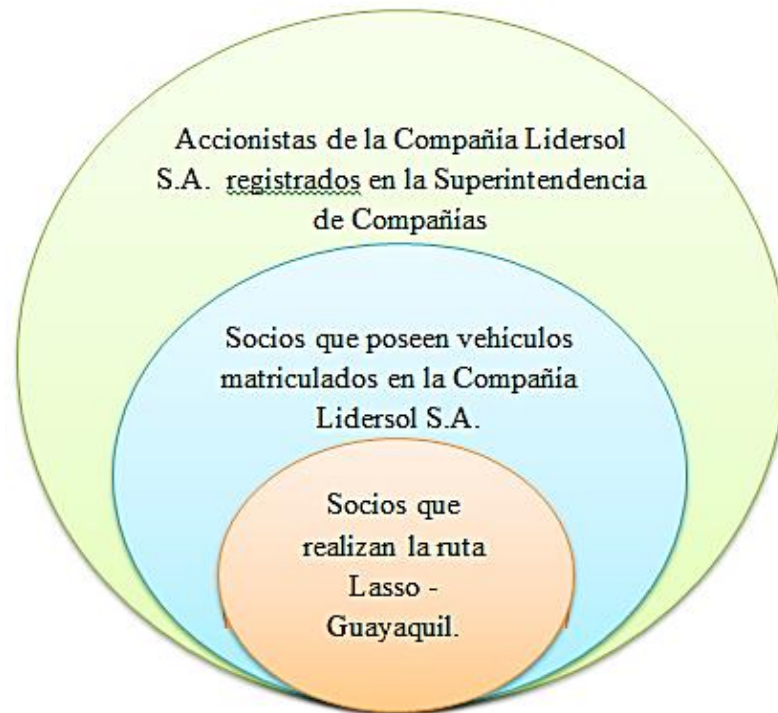 Accionistas de la Compañía Lidersol
S.A. registrados en la Superintendencia
de Compañías
Socios que poseen vehículos
matriculados en la Compañía
Lidersol S.A.
Socios que
realizan la ruta
Lasso -
Guayaquil.